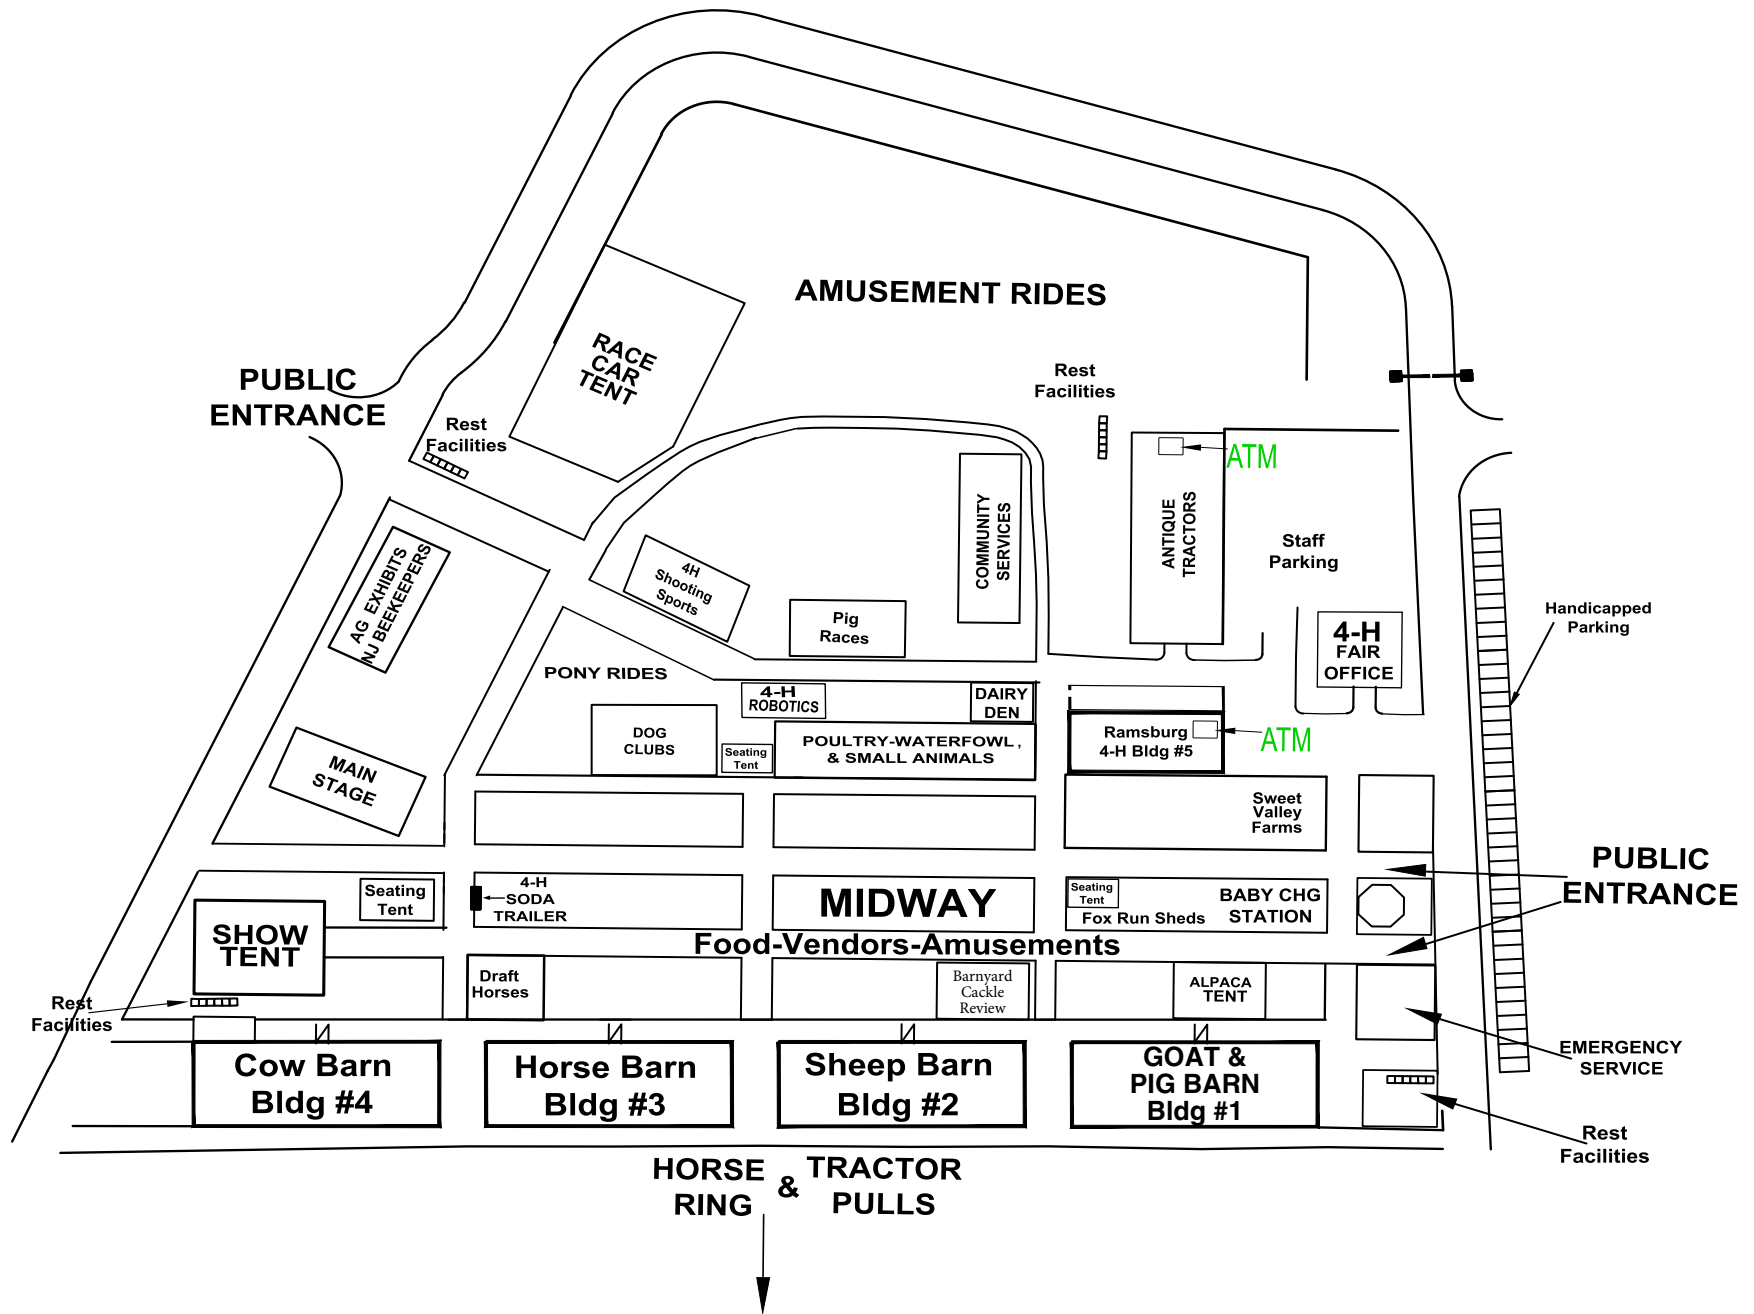 AMUSEMENT RIDES
RACE
CAR
TENT
PUBLIC
ENTRANCE
Rest
Facilities
Rest
Facilities
ATM
COMMUNITY
SERVICES
ANTIQUE
TRACTORS
Staff
Parking
AG EXHIBITS
NJ BEEKEEPERS
4H
Shooting
Sports
Pig
Races
4-H
FAIR
OFFICE
Handicapped
Parking
PONY RIDES
4-H
ROBOTICS
DAIRY
DEN
DOG
CLUBS
Seating
Tent
POULTRY-WATERFOWL,
& SMALL ANIMALS
Ramsburg
4-H Bldg #5
ATM
MAIN
STAGE
Sweet
Valley
Farms
PUBLIC
ENTRANCE
Seating
Tent
4-H
SODA
TRAILER
MIDWAY
Seating
Tent
Fox Run Sheds
BABY CHG
STATION
SHOW
TENT
Food-Vendors-Amusements
Draft
Horses
Barnyard
Cackle
Review
ALPACA
TENT
Rest
Facilities
EMERGENCY
SERVICE
Cow Barn
Bldg #4
Horse Barn
Bldg #3
Sheep Barn
Bldg #2
GOAT &
PIG BARN
Bldg #1
Rest
Facilities
HORSE
RING
&
TRACTOR
PULLS